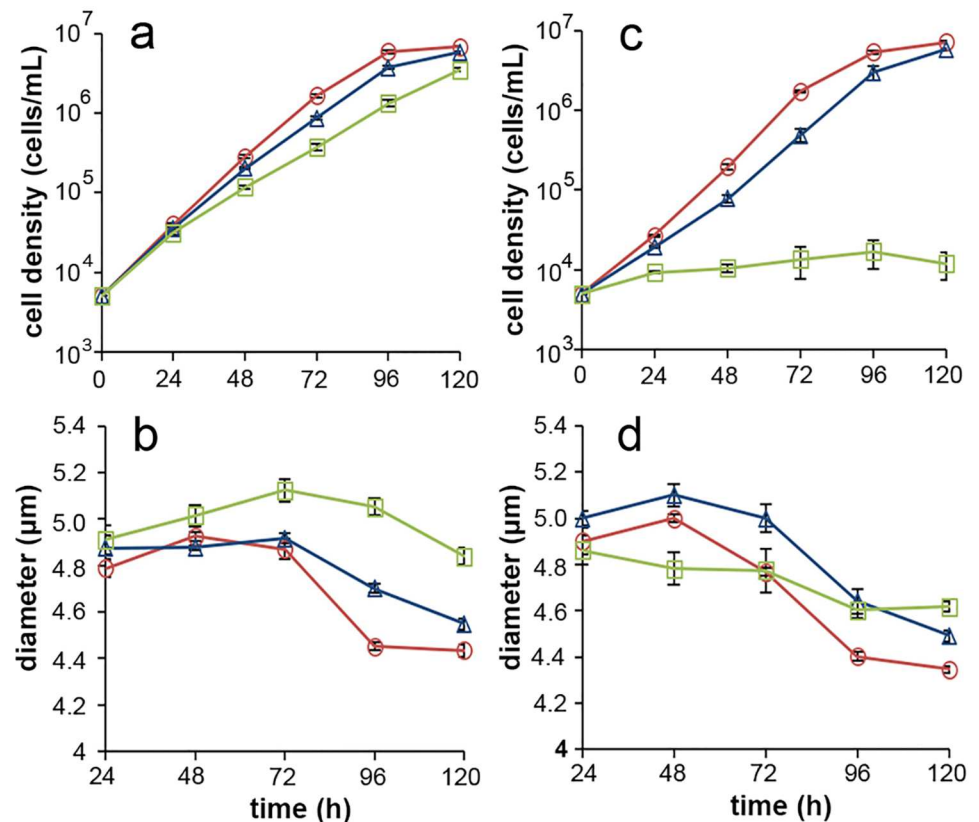 a
cell density (cells/mL)
10⁷
10⁶
10⁵
10⁴
10³
0 24 48 72 96 120
c
cell density (cells/mL)
10⁷
10⁶
10⁵
10⁴
10³
0 24 48 72 96 120
b
diameter (μm)
5.4
5.2
5.0
4.8
4.6
4.4
4.2
4
24 48 72 96 120
time (h)
d
diameter (μm)
5.4
5.2
5.0
4.8
4.6
4.4
4.2
4
24 48 72 96 120
time (h)